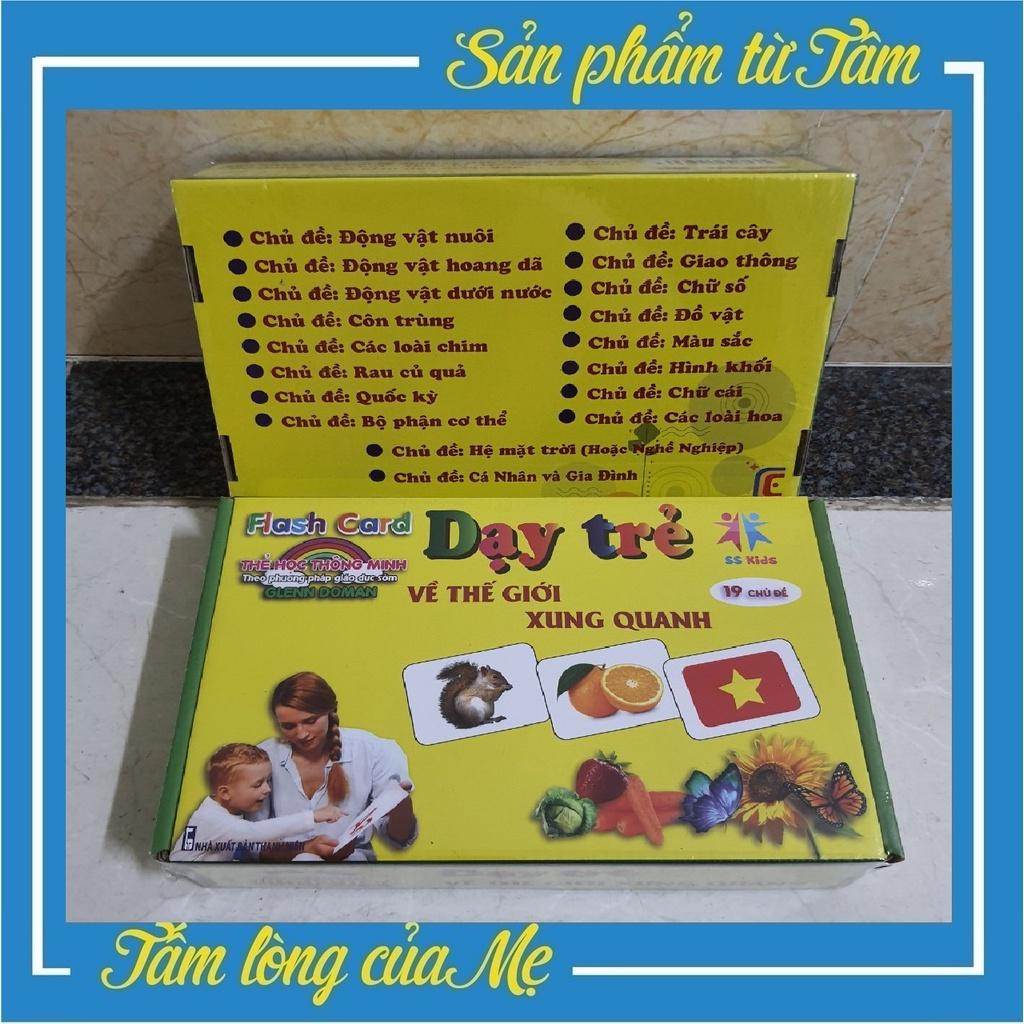 Sản phẩm từ Tâm
Chủ đề: Động vật nuôi
Chủ đề: Động vật hoang dã
Chủ đề: Động vật dưới nước
Chủ đề: Côn trùng
Chủ đề: Các loài chim
Chủ đề: Rau củ quả
Chủ đề: Quốc kỳ
Chủ đề: Bộ phận cơ thể
Chủ đề: Trái cây
Chủ đề: Giao thông
Chủ đề: Chữ số
Chủ đề: Đồ vật
Chủ đề: Màu sắc
Chủ đề: Hình khối
Chủ đề: Chữ cái
Chủ đề: Các loài hoa
Chủ đề: Hệ mặt trời (Hoặc Nghề Nghiệp)
Chủ đề: Cá Nhân và Gia Đình
Flash Card
THẺ HỌC THÔNG MINH
Theo phương pháp giáo dục sớm
GLENN DOMAN
Dạy trẻ
VỀ THẾ GIỚI
XUNG QUANH
SS Kids
19 CHỦ ĐỀ
NHÀ XUẤT BẢN THANH NIÊN
Tấm lòng của Mẹ